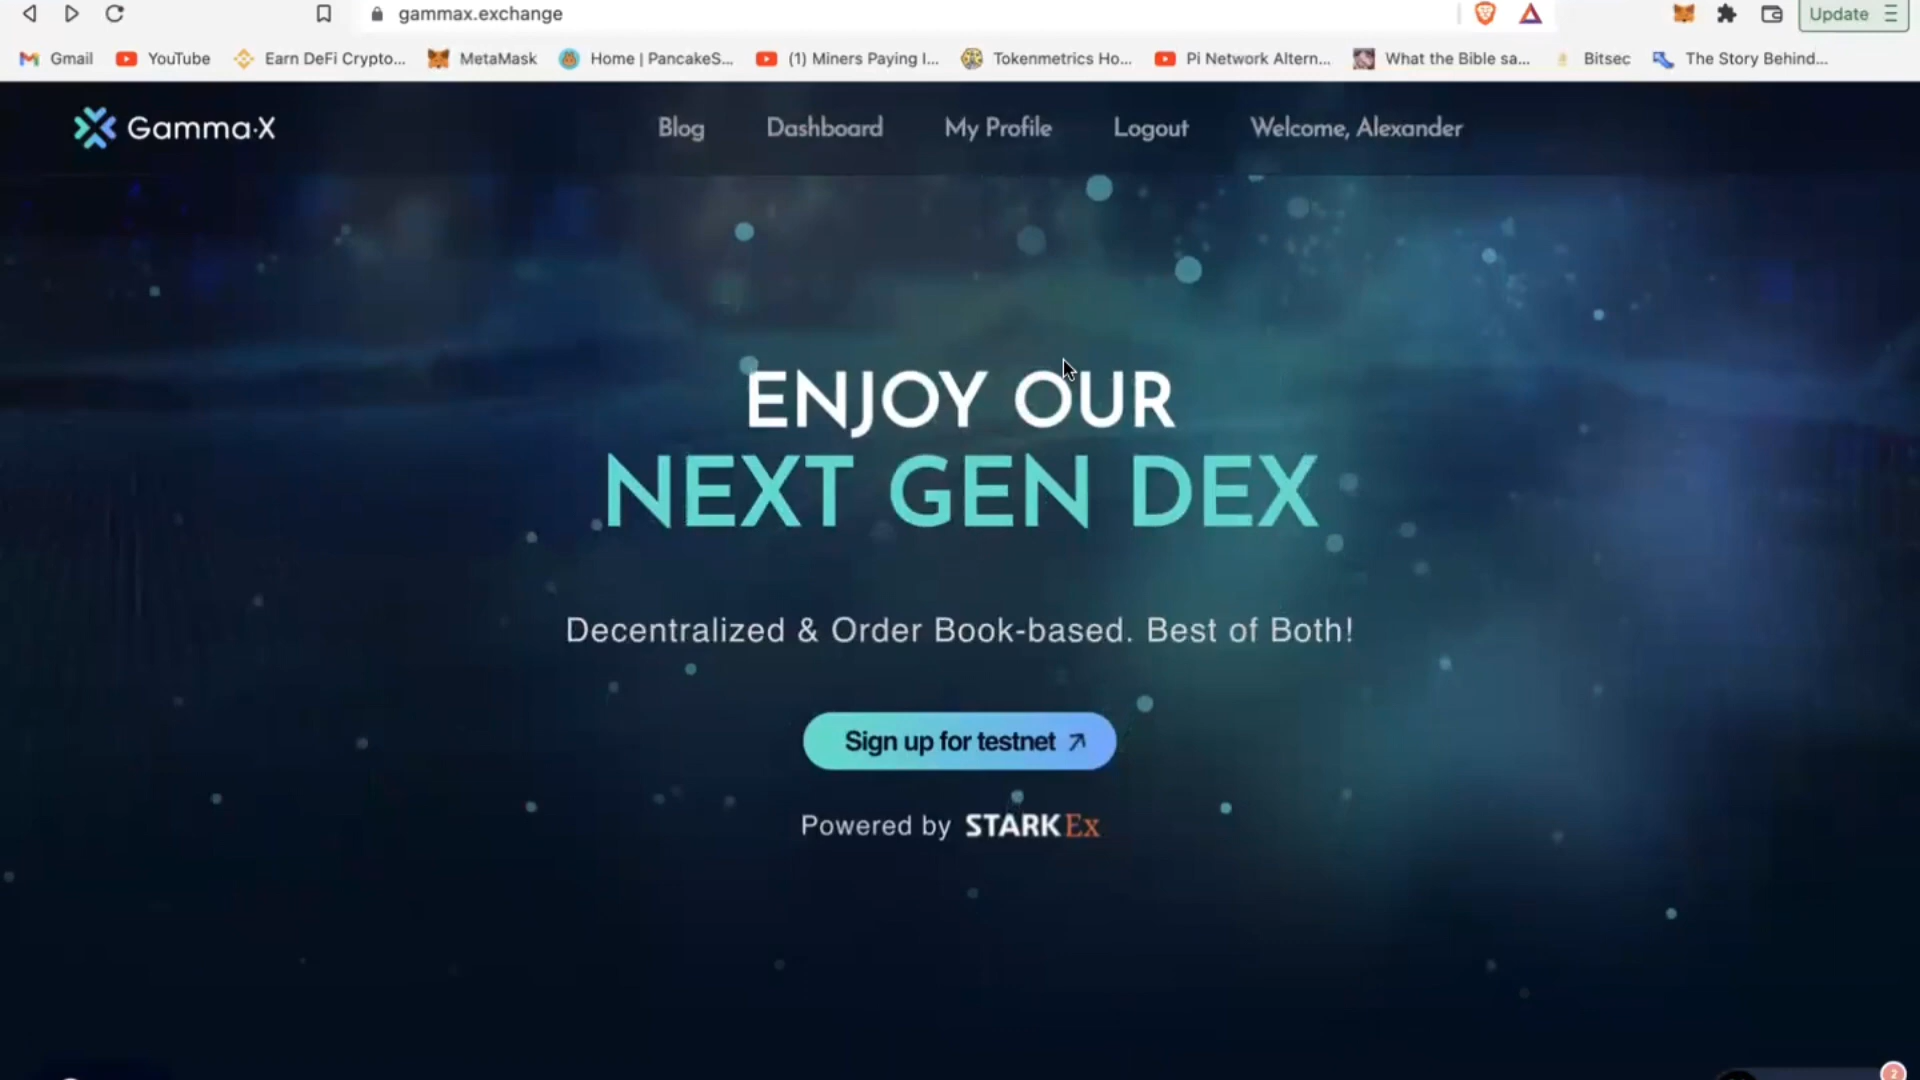 gammax.exchange
Update
Gmail YouTube Earn DeFi Crypto... MetaMask Home | PancakeS... (1) Miners Paying I... Tokenmetrics Ho... Pi Network Altern... What the Bible sa... Bitsec The Story Behind...
Gamma·X Blog Dashboard My Profile Logout Welcome, Alexander
ENJOY OUR
NEXT GEN DEX
Decentralized & Order Book-based. Best of Both!
Sign up for testnet
Powered by STARKEx
2